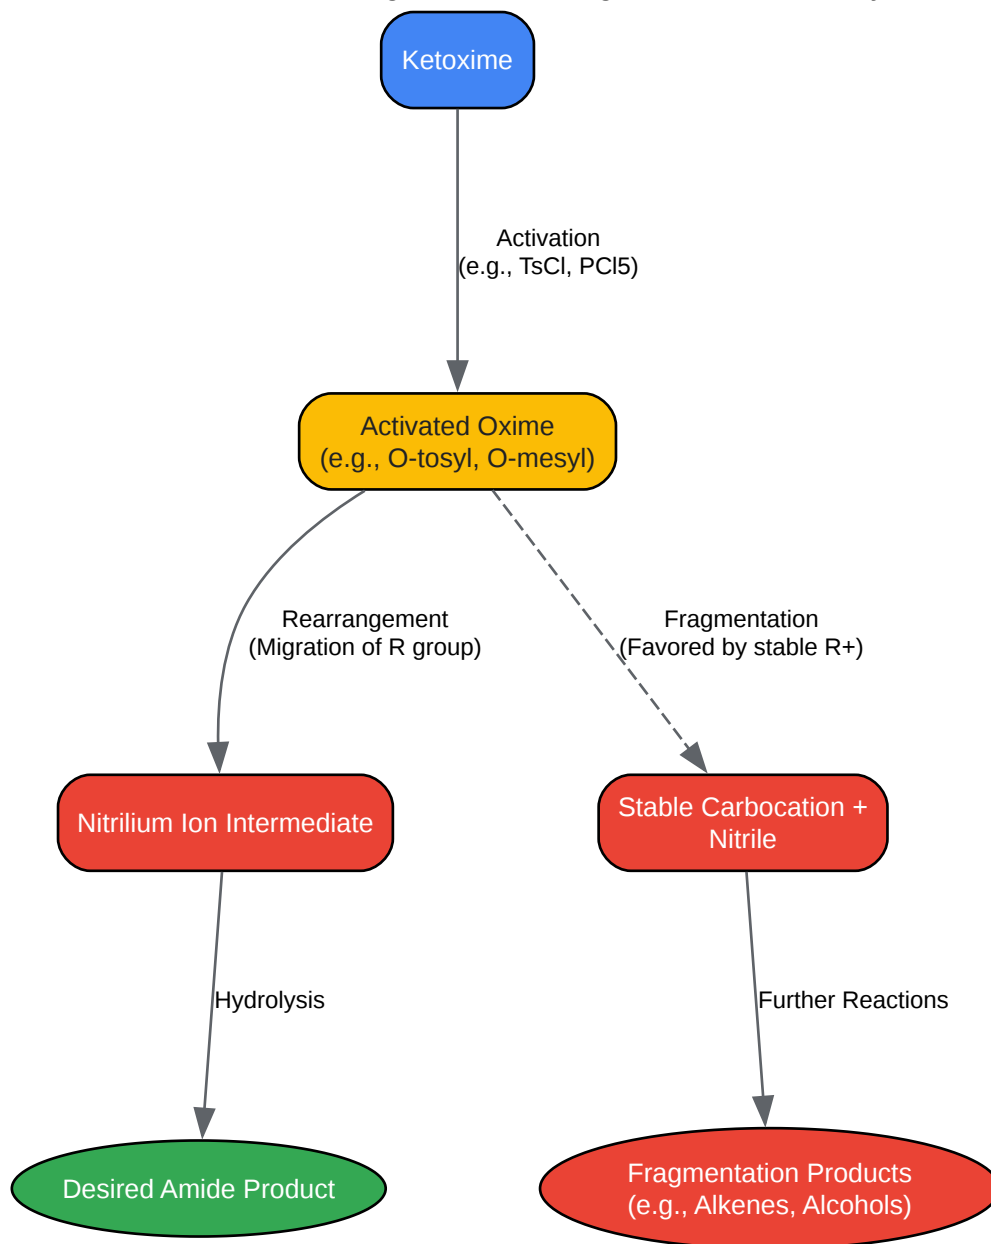 Ketoxime
Activation
(e.g., TsCl, PCl5)
Activated Oxime
(e.g., O-tosyl, O-mesyl)
Rearrangement
(Migration of R group)
Fragmentation
(Favored by stable R+)
Nitrilium Ion Intermediate
Stable Carbocation +
Nitrile
Hydrolysis
Further Reactions
Desired Amide Product
Fragmentation Products
(e.g., Alkenes, Alcohols)